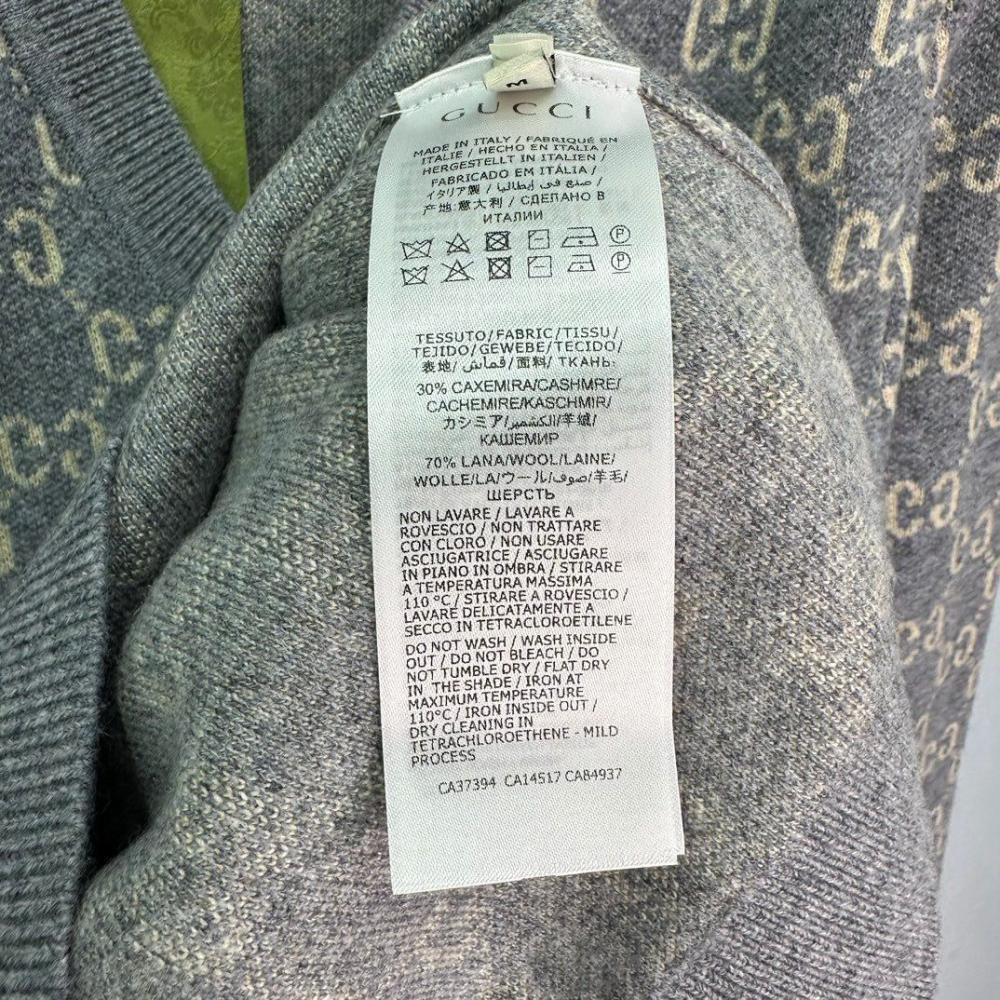 M
GUCCI
MADE IN ITALY / FABRIQUÉ EN
ITALIE / HECHO EN ITALIA /
HERGESTELLT IN ITALIEN /
FABRICADO EM ITALIA /
イタリア製 / صنع في إيطاليا /
产地:意大利 / СДЕЛАНО В
ИТАЛИИ
P
P
TESSUTO/FABRIC/TISSU/
TEJIDO/GEWEBE/TECIDO/
表地/قماش/面料/ ТКАНЬ:
30% CAXEMIRA/CASHMRE/
CACHEMIRE/KASCHMIR/
カシミア/الكشمير/羊绒/
КАШЕМИР
70% LANA/WOOL/LAINE/
WOLLE/LA/ウール/صوف/羊毛/
ШЕРСТЬ
NON LAVARE / LAVARE A
ROVESCIO / NON TRATTARE
CON CLORO / NON USARE
ASCIUGATRICE / ASCIUGARE
IN PIANO IN OMBRA / STIRARE
A TEMPERATURA MASSIMA
110 °C / STIRARE A ROVESCIO /
LAVARE DELICATAMENTE A
SECCO IN TETRACLOROETILENE
DO NOT WASH / WASH INSIDE
OUT / DO NOT BLEACH / DO
NOT TUMBLE DRY / FLAT DRY
IN THE SHADE / IRON AT
MAXIMUM TEMPERATURE
110°C / IRON INSIDE OUT /
DRY CLEANING IN
TETRACHLOROETHENE - MILD
PROCESS
CA37394 CA14517 CA84937